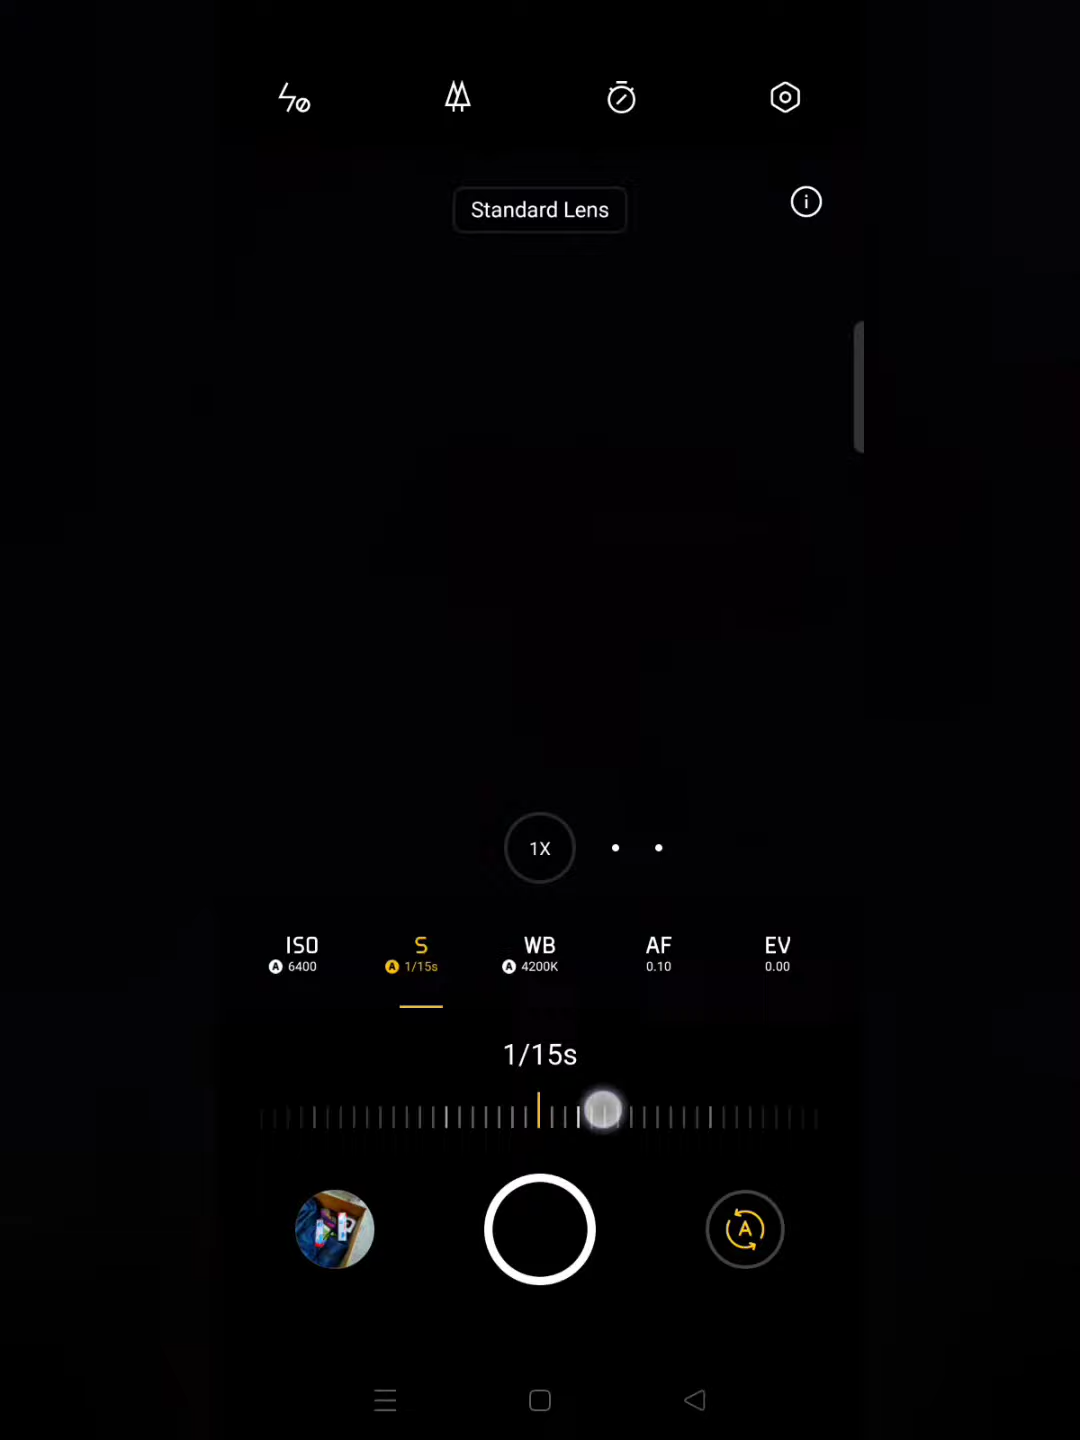 Standard Lens
1X
ISO S WB AF EV
A 6400 A 1/15s A 4200K 0.10 0.00
1/15s
A